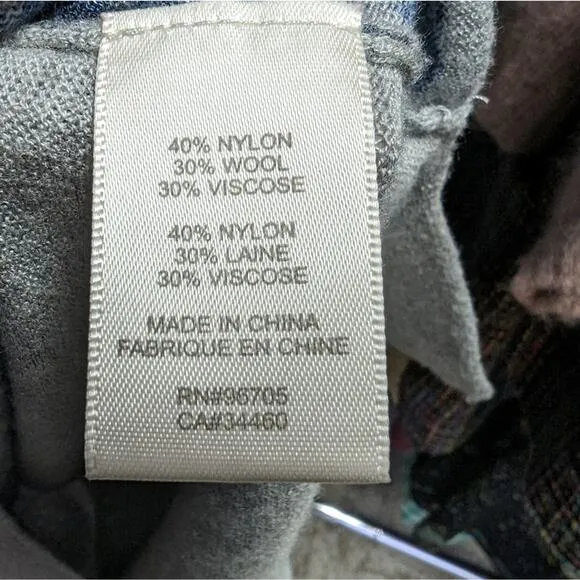 40% NYLON
30% WOOL
30% VISCOSE
40% NYLON
30% LAINE
30% VISCOSE
MADE IN CHINA
FABRIQUE EN CHINE
RN#96705
CA#34460